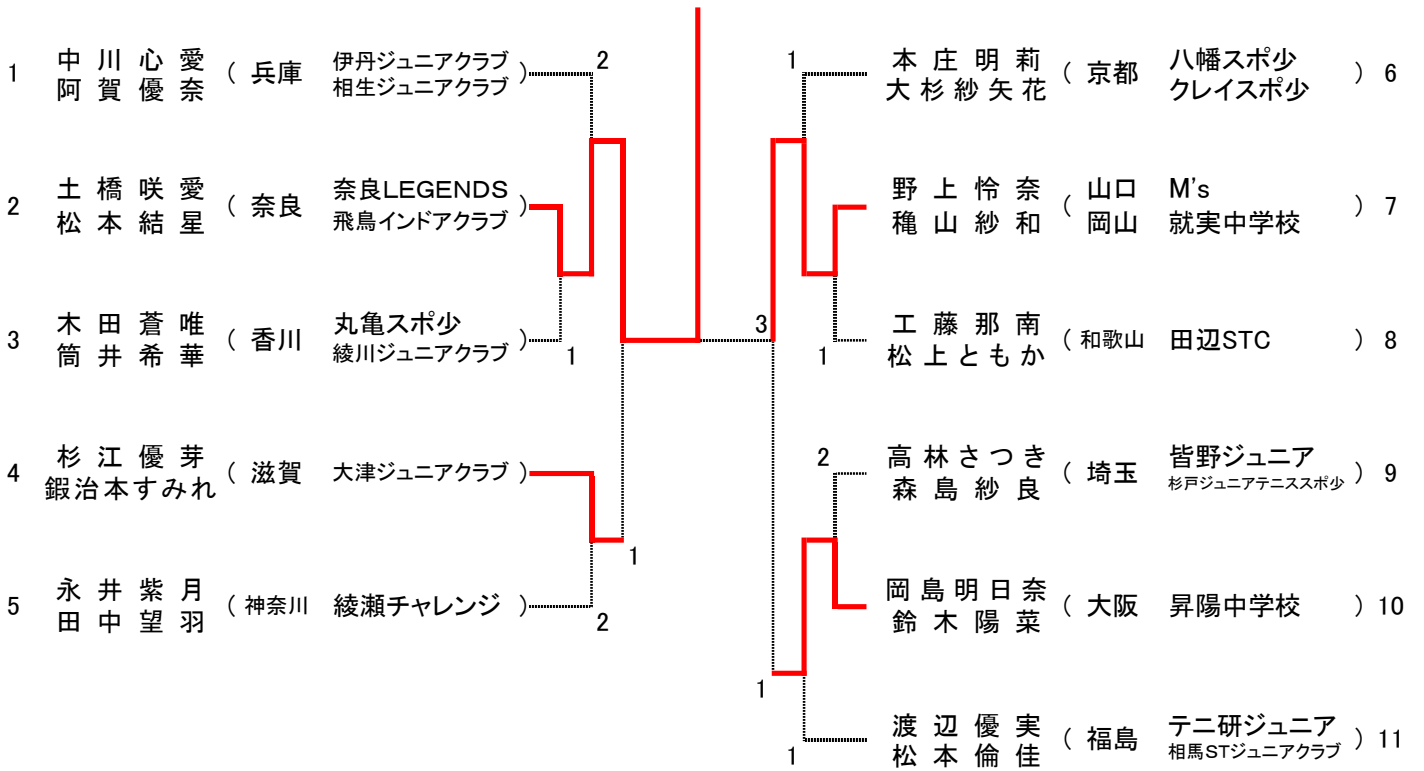 1 中川心愛 阿賀優奈 ( 兵庫 伊丹ジュニアクラブ 相生ジュニアクラブ ) 2
2 土橋咲愛 松本結星 ( 奈良 奈良LEGENDS 飛鳥インドアクラブ )
3 木田蒼唯 筒井希華 ( 香川 丸亀スポ少 綾川ジュニアクラブ ) 1
4 杉江優芽 鍜治本すみれ ( 滋賀 大津ジュニアクラブ ) 1
5 永井紫月 田中望羽 ( 神奈川 綾瀬チャレンジ ) 2
3
1 本庄明莉 大杉紗矢花 ( 京都 八幡スポ少 クレイスポ少 ) 6
野上怜奈 穐山紗和 ( 山口 岡山 M's 就実中学校 ) 7
1 工藤那南 松上ともか ( 和歌山 田辺STC ) 8
2 高林さつき 森島紗良 ( 埼玉 皆野ジュニア 杉戸ジュニアテニススポ少 ) 9
岡島明日奈 鈴木陽菜 ( 大阪 昇陽中学校 ) 10
1
1 渡辺優実 松本倫佳 ( 福島 テニ研ジュニア 相馬STジュニアクラブ ) 11